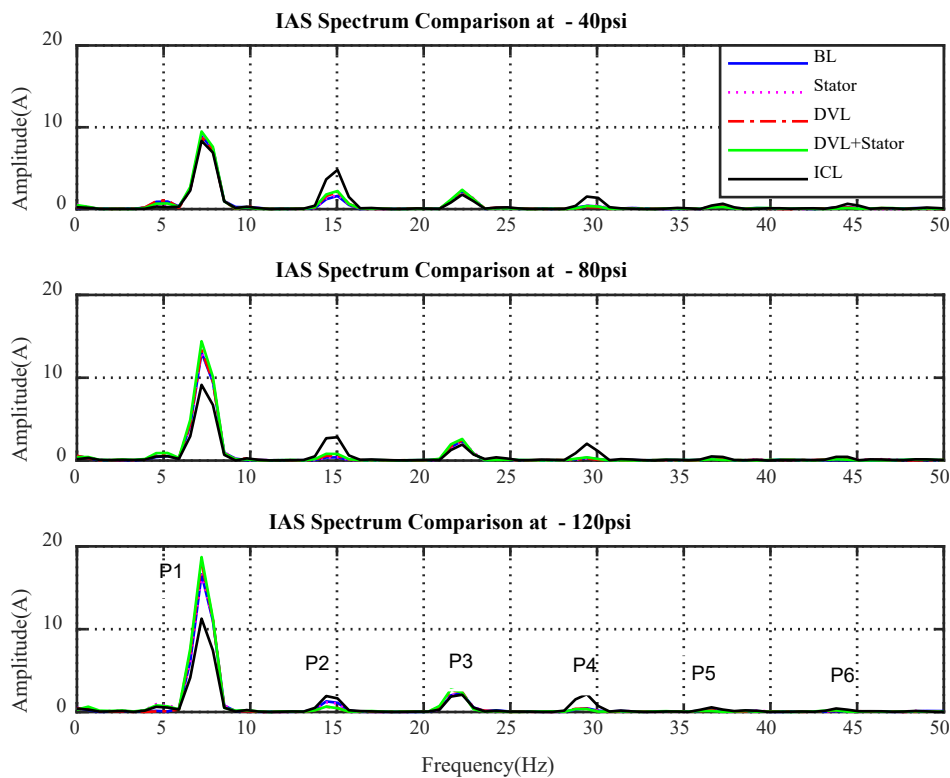 IAS Spectrum Comparison at - 40psi
20
10
0
Amplitude(A)
BL
Stator
DVL
DVL+Stator
ICL
0 5 10 15 20 25 30 35 40 45 50
IAS Spectrum Comparison at - 80psi
20
10
0
Amplitude(A)
0 5 10 15 20 25 30 35 40 45 50
IAS Spectrum Comparison at - 120psi
20
10
0
Amplitude(A)
P1
P2
P3
P4
P5
P6
0 5 10 15 20 25 30 35 40 45 50
Frequency(Hz)